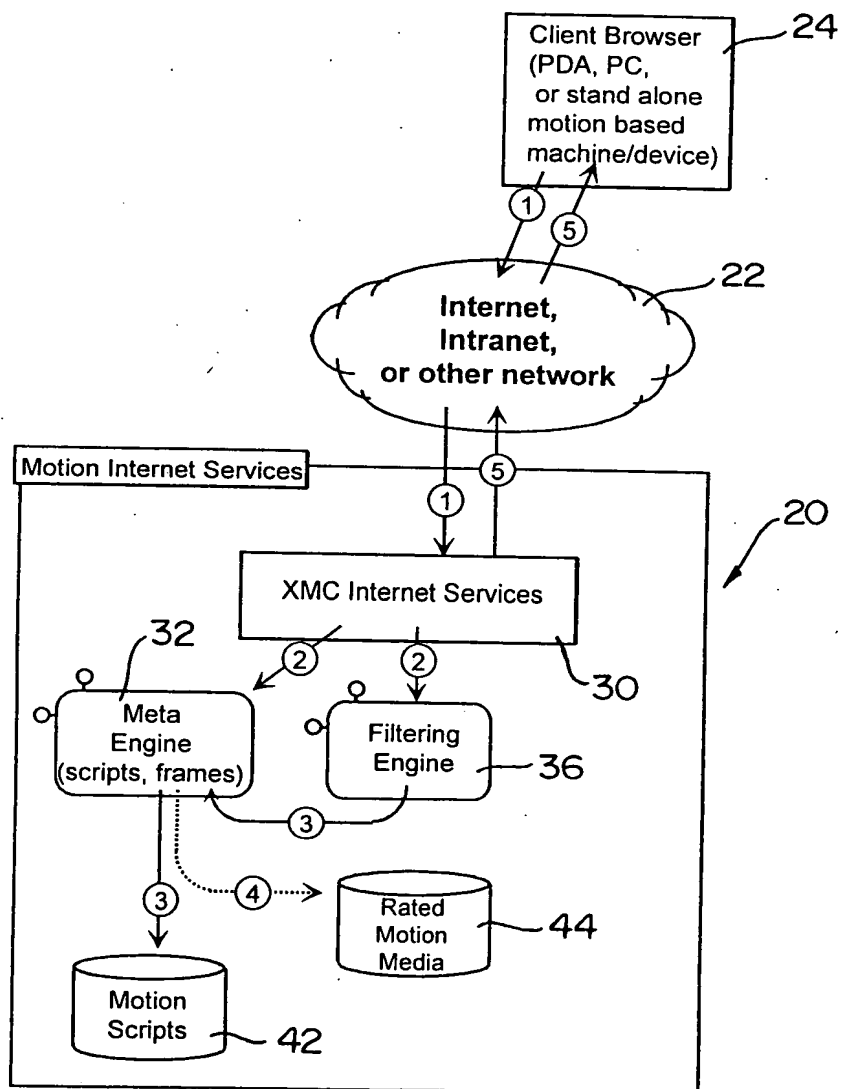 Client Browser
(PDA, PC,
or stand alone
motion based
machine/device)
24
1
5
22
Internet,
Intranet,
or other network
Motion Internet Services
1
5
20
XMC Internet Services
30
2
2
32
Meta
Engine
(scripts, frames)
Filtering
Engine
36
3
3
4
Rated
Motion
Media
44
Motion
Scripts
42